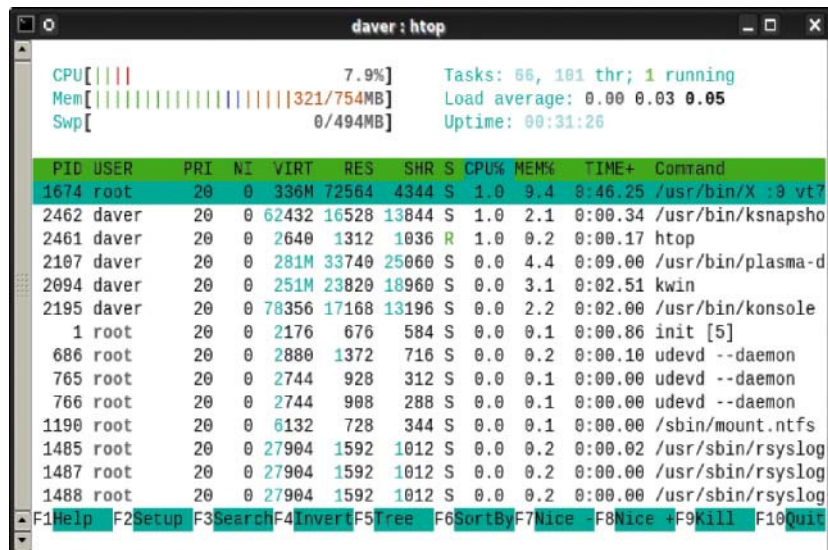 daver : htop
CPU[|||| 7.9%] Tasks: 66, 101 thr; 1 running
Mem[||||||||||||||||||||||321/754MB] Load average: 0.00 0.03 0.05
Swp[ 0/494MB] Uptime: 00:31:26
PID USER PRI NI VIRT RES SHR S CPU% MEM% TIME+ Command
1674 root 20 0 336M 72564 4344 S 1.0 9.4 0:46.25 /usr/bin/X :0 vt7
2462 daver 20 0 62432 16528 13844 S 1.0 2.1 0:00.34 /usr/bin/ksnapsho
2461 daver 20 0 2640 1312 1036 R 1.0 0.2 0:00.17 htop
2107 daver 20 0 281M 33740 25060 S 0.0 4.4 0:09.00 /usr/bin/plasma-d
2094 daver 20 0 251M 23820 18960 S 0.0 3.1 0:02.51 kwin
2195 daver 20 0 78356 17168 13196 S 0.0 2.2 0:02.00 /usr/bin/konsole
1 root 20 0 2176 676 584 S 0.0 0.1 0:00.86 init [5]
686 root 20 0 2880 1372 716 S 0.0 0.2 0:00.10 udevd --daemon
765 root 20 0 2744 928 312 S 0.0 0.1 0:00.00 udevd --daemon
766 root 20 0 2744 908 288 S 0.0 0.1 0:00.00 udevd --daemon
1190 root 20 0 6132 728 344 S 0.0 0.1 0:00.00 /sbin/mount.ntfs
1485 root 20 0 27904 1592 1012 S 0.0 0.2 0:00.02 /usr/sbin/rsyslog
1487 root 20 0 27904 1592 1012 S 0.0 0.2 0:00.00 /usr/sbin/rsyslog
1488 root 20 0 27904 1592 1012 S 0.0 0.2 0:00.00 /usr/sbin/rsyslog
F1Help F2Setup F3SearchF4InvertF5Tree F6SortByF7Nice -F8Nice +F9Kill F10Quit